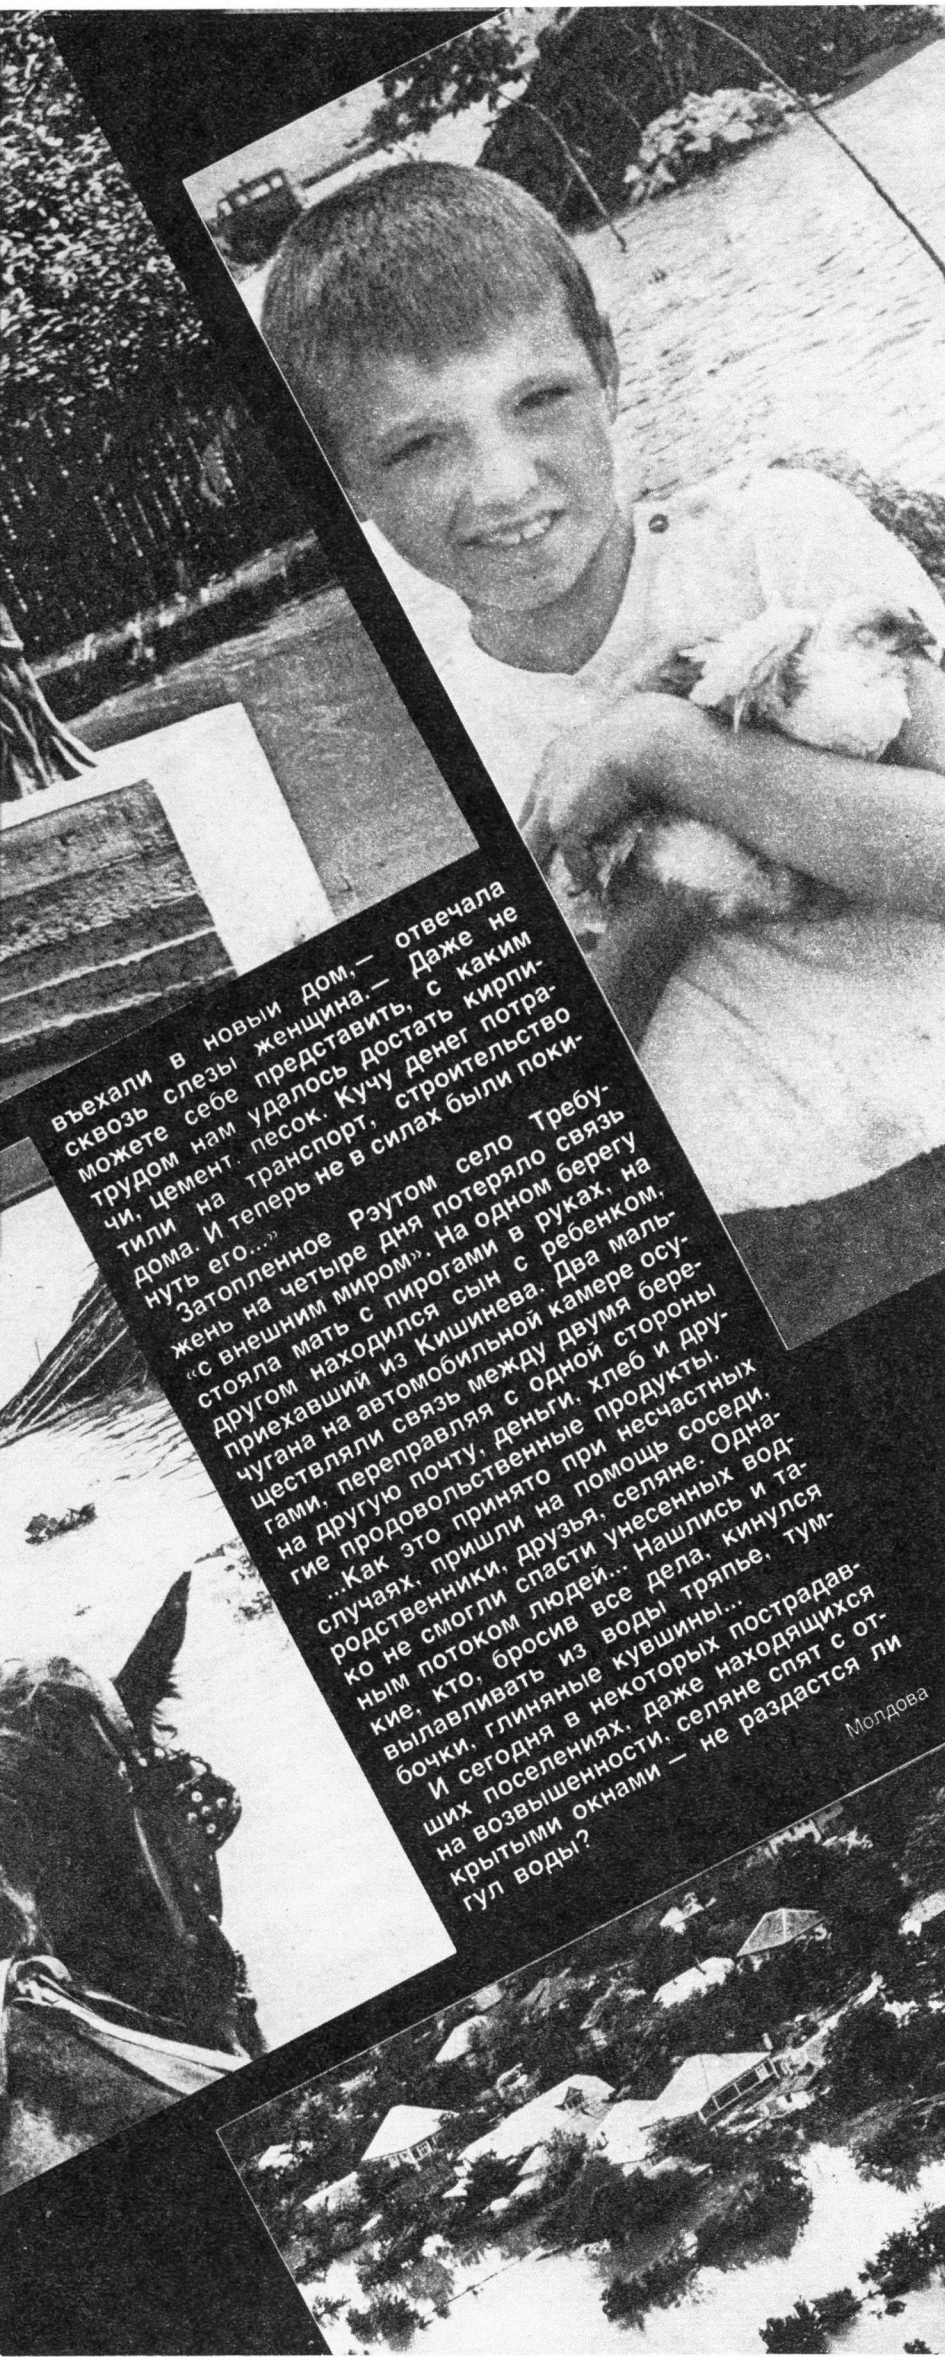 въехали в новый дом,— отвечала
сквозь слезы женщина.— Даже не
можете себе представить, с каким
трудом нам удалось достать кирпи-
чи, цемент, песок. Кучу денег потра-
тили на транспорт, строительство
дома. И теперь не в силах были поки-
нуть его...»
Затопленное Рэутом село Требу-
жень на четыре дня потеряло связь
«с внешним миром». На одном берегу
стояла мать с пирогами в руках, на
другом находился сын с ребенком,
приехавший из Кишинева. Два маль-
чугана на автомобильной камере осу-
ществляли связь между двумя бере-
гами, переправляя с одной стороны
на другую почту, деньги, хлеб и дру-
гие продовольственные продукты.
...Как это принято при несчастных
случаях, пришли на помощь соседи,
родственники, друзья, селяне. Одна-
ко не смогли спасти унесенных вод-
ным потоком людей... Нашлись и та-
кие, кто, бросив все дела, кинулся
вылавливать из воды тряпье, тум-
бочки, глиняные кувшины...
И сегодня в некоторых пострадав-
ших поселениях, даже находящихся
на возвышенности, селяне спят с от-
крытыми окнами — не раздастся ли
гул воды?
Молдова